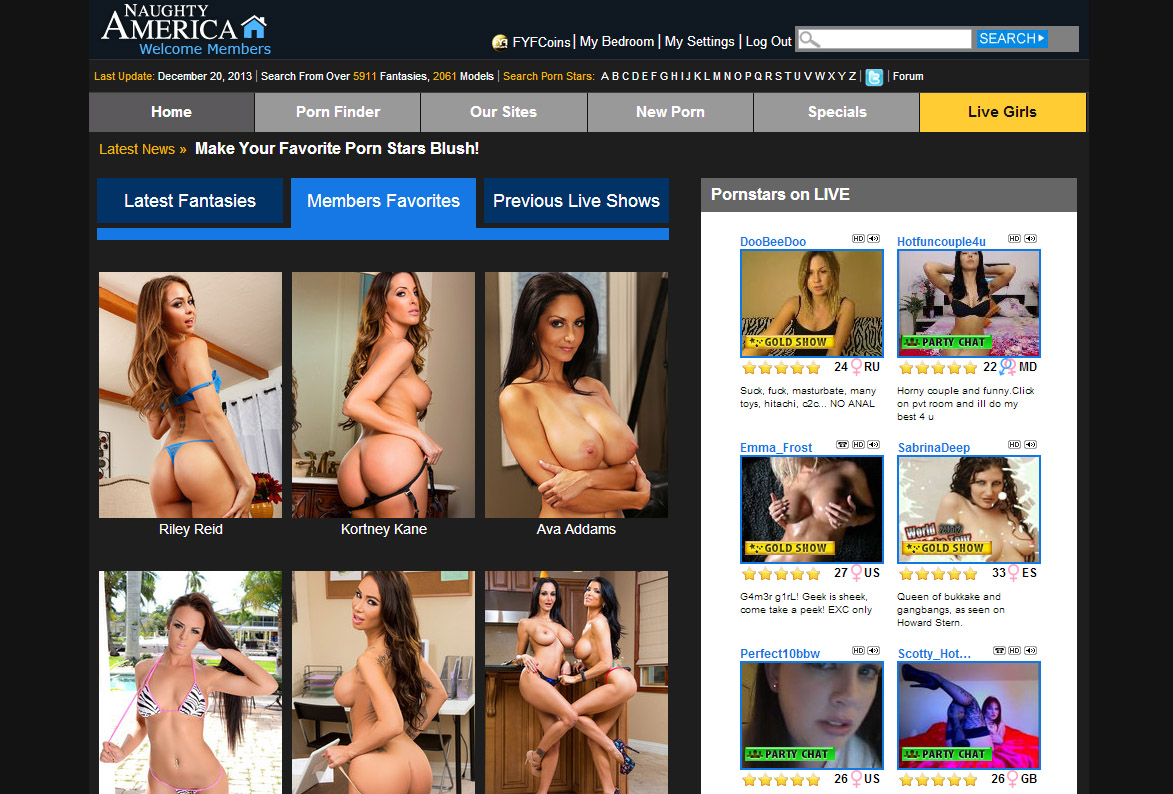 NAUGHTY
AMERICA
Welcome Members
FYFCoins | My Bedroom | My Settings | Log Out
SEARCH
Last Update: December 20, 2013 | Search From Over 5911 Fantasies, 2061 Models | Search Porn Stars: A B C D E F G H I J K L M N O P Q R S T U V W X Y Z | Forum
Home
Porn Finder
Our Sites
New Porn
Specials
Live Girls
Latest News » Make Your Favorite Porn Stars Blush!
Latest Fantasies
Members Favorites
Previous Live Shows
Riley Reid
Kortney Kane
Ava Addams
Pornstars on LIVE
DooBeeDoo HD
GOLD SHOW
24 RU
Suck, fuck, masturbate, many
toys, hitachi, c2c... NO ANAL
Hotfuncouple4u HD
PARTY CHAT
22 MD
Horny couple and funny.Click
on pvt room and ill do my
best 4 u
Emma_Frost HD
GOLD SHOW
27 US
G4m3r g1rL! Geek is sheek,
come take a peek! EXC only
SabrinaDeep HD
World
GOLD SHOW
33 ES
Queen of bukkake and
gangbangs, as seen on
Howard Stern.
Perfect10bbw HD
PARTY CHAT
26 US
Scotty_Hot... HD
PARTY CHAT
26 GB